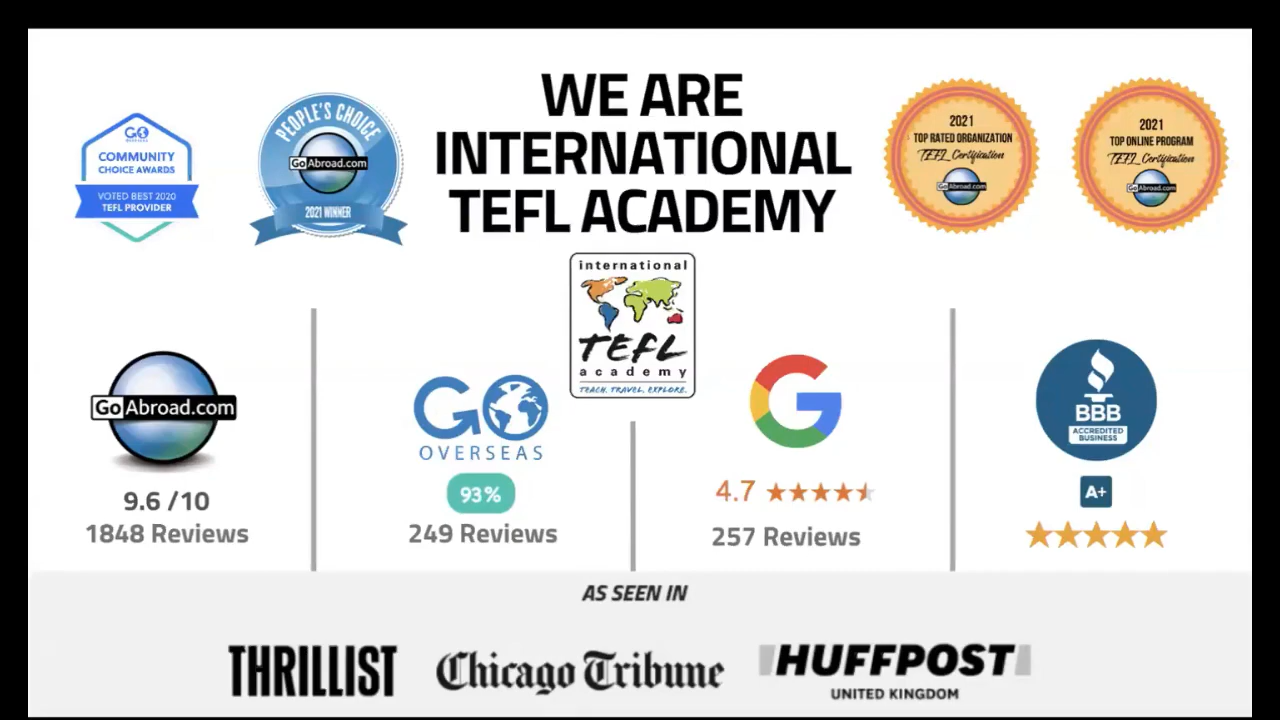 WE ARE
INTERNATIONAL
TEFL ACADEMY
GO
OVERSEAS
COMMUNITY
CHOICE AWARDS
VOTED BEST 2020
TEFL PROVIDER
PEOPLE'S CHOICE
GoAbroad.com
2021 WINNER
2021
TOP RATED ORGANIZATION
TEFL Certification
GoAbroad.com
2021
TOP ONLINE PROGRAM
TEFL Certification
GoAbroad.com
international
TEFL
academy
TEACH. TRAVEL. EXPLORE.
GoAbroad.com
9.6 /10
1848 Reviews
GO
OVERSEAS
93%
249 Reviews
G
4.7
257 Reviews
BBB
ACCREDITED
BUSINESS
A+
AS SEEN IN
THRILLIST
Chicago Tribune
HUFFPOST
UNITED KINGDOM